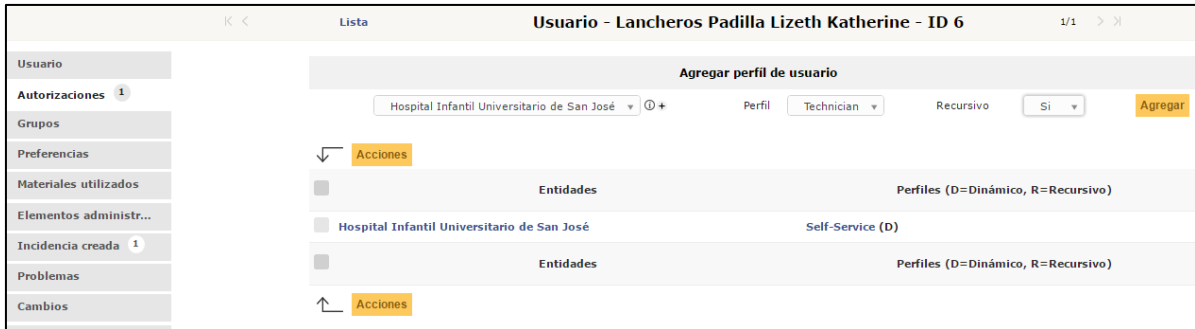 Lista Usuario - Lancheros Padilla Lizeth Katherine - ID 6 1/1
Usuario
Autorizaciones 1
Grupos
Preferencias
Materiales utilizados
Elementos administr...
Incidencia creada 1
Problemas
Cambios
Agregar perfíl de usuario
Hospital Infantil Universitario de San José Perfil Technician Recursivo Si Agregar
Acciones
Entidades Perfiles (D=Dinámico, R=Recursivo)
Hospital Infantil Universitario de San José Self-Service (D)
Entidades Perfiles (D=Dinámico, R=Recursivo)
Acciones